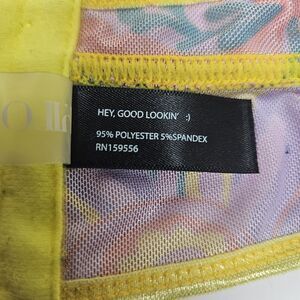 HEY, GOOD LOOKIN' :)
95% POLYESTER 5%SPANDEX
RN159556